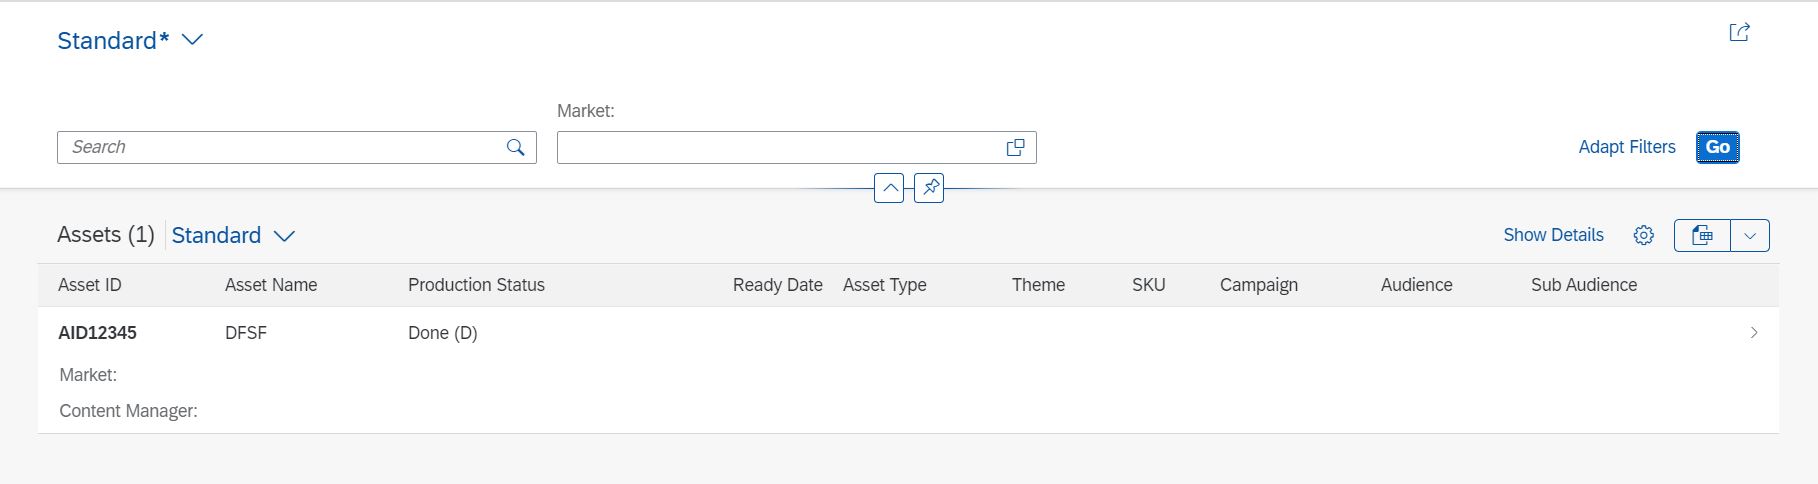 Standard*
Market:
Search
Adapt Filters Go
Assets (1) Standard Show Details
Asset ID Asset Name Production Status Ready Date Asset Type Theme SKU Campaign Audience Sub Audience
AID12345 DFSF Done (D)
Market:
Content Manager: